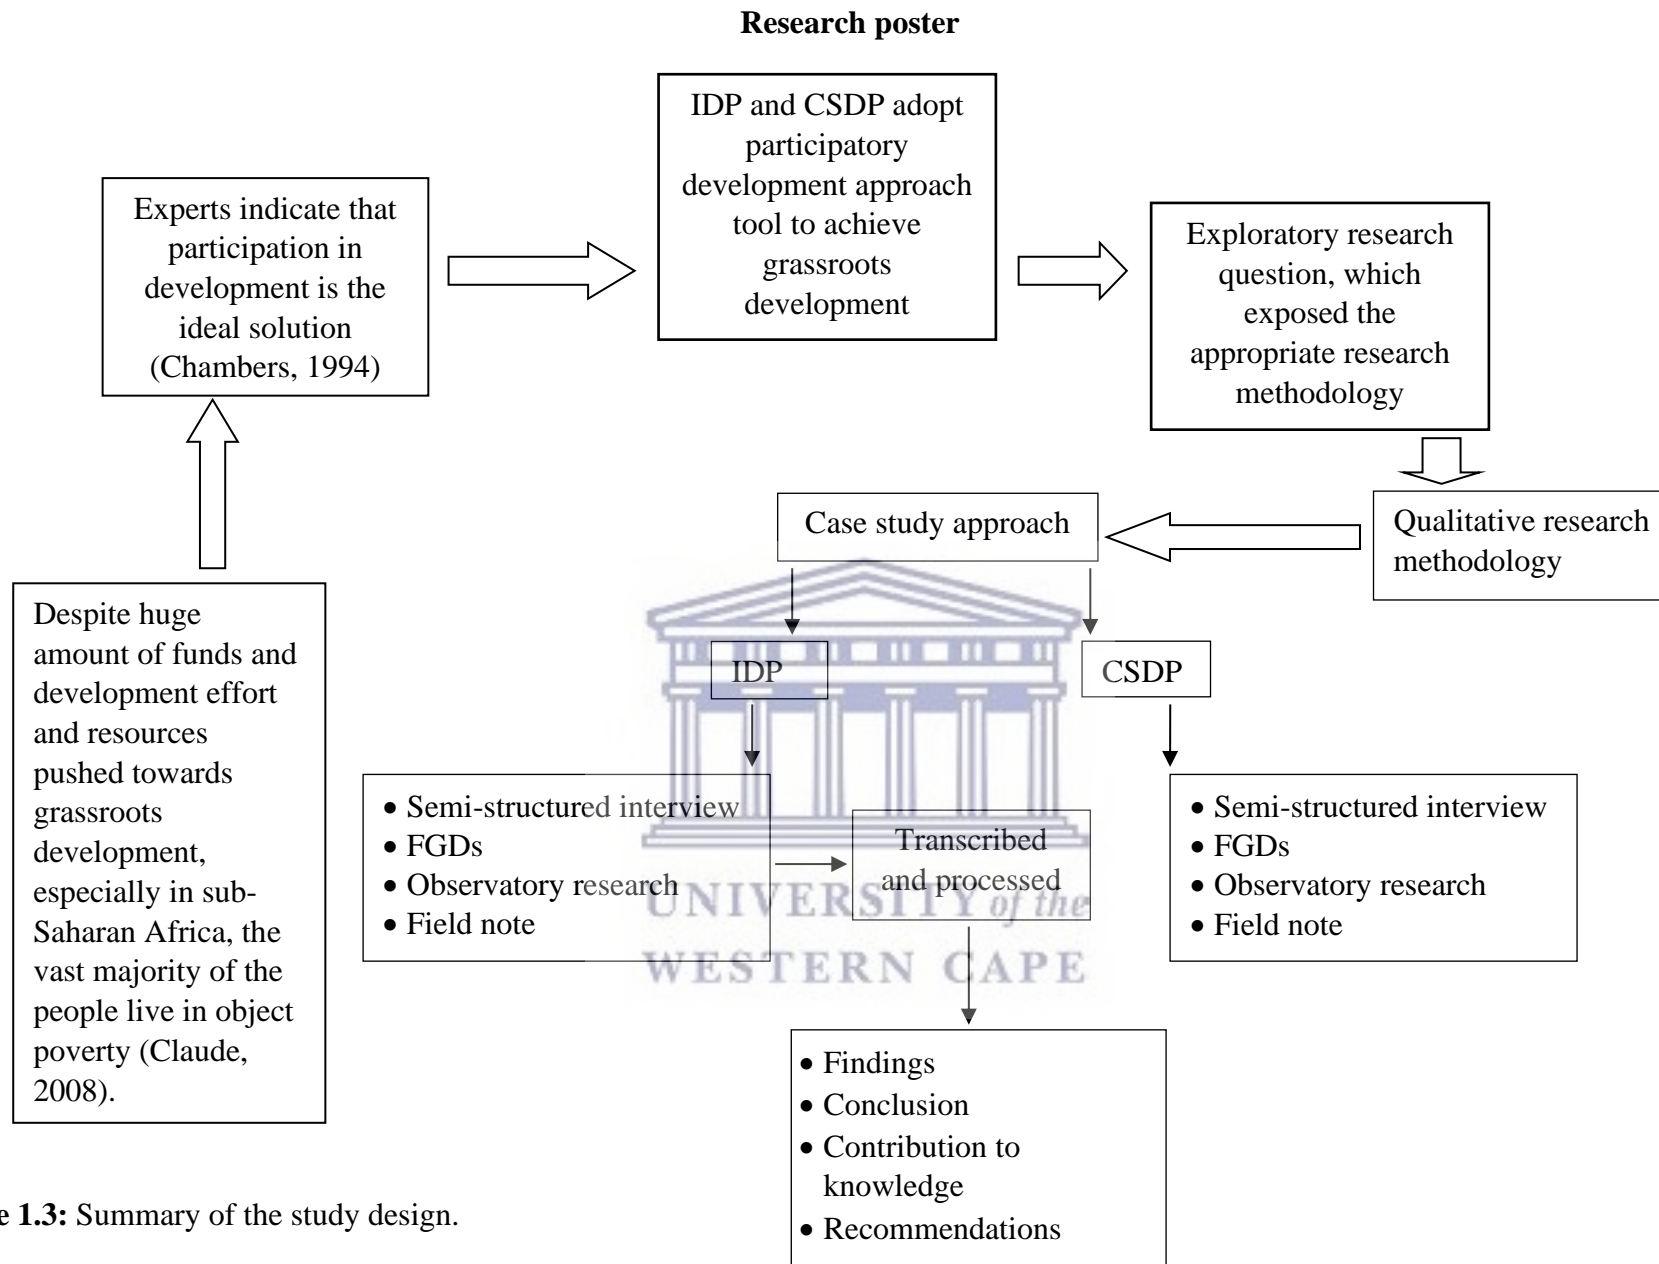 Research poster
IDP and CSDP adopt
participatory
development approach
tool to achieve
grassroots
development
Experts indicate that
participation in
development is the
ideal solution
(Chambers, 1994)
Exploratory research
question, which
exposed the
appropriate research
methodology
Case study approach
Qualitative research
methodology
Despite huge
amount of funds and
development effort
and resources
pushed towards
grassroots
development,
especially in sub-
Saharan Africa, the
vast majority of the
people live in object
poverty (Claude,
2008).
IDP
CSDP
• Semi-structured interview
• FGDs
• Observatory research
• Field note
Transcribed
and processed
• Semi-structured interview
• FGDs
• Observatory research
• Field note
UNIVERSITY of the
WESTERN CAPE
• Findings
• Conclusion
• Contribution to
knowledge
• Recommendations
e 1.3: Summary of the study design.